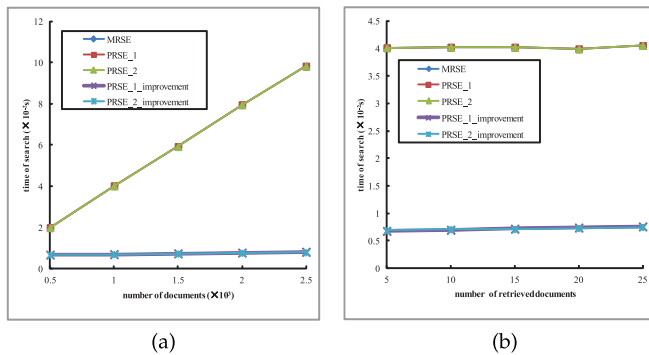 12
10
8
6
4
2
0
time of search (✕ 10⁻²s)
MRSE
PRSE_1
PRSE_2
PRSE_1_improvement
PRSE_2_improvement
0.5 1 1.5 2 2.5
number of documents (✕10³)
(a)
4.5
4
3.5
3
2.5
2
1.5
1
0.5
0
time of search (✕ 10⁻²s)
MRSE
PRSE_1
PRSE_2
PRSE_1_improvement
PRSE_2_improvement
5 10 15 20 25
number of retrieved documents
(b)